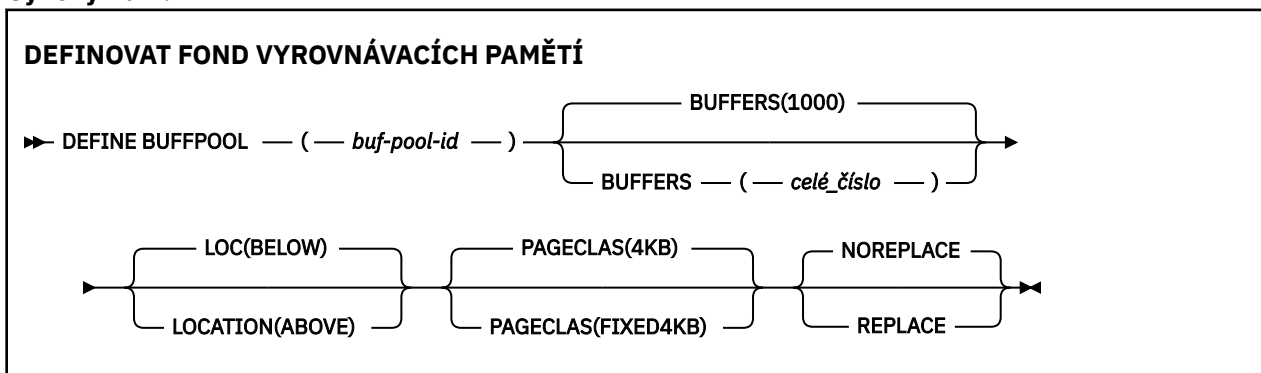 DEFINOVAT FOND VYROVNÁVACÍCH PAMĚTÍ
BUFFERS(1000)
DEFINE BUFFPOOL ( buf-pool-id )
BUFFERS ( celé_číslo )
LOC(BELOW) PAGECLAS(4KB) NOREPLACE
LOCATION(ABOVE) PAGECLAS(FIXED4KB) REPLACE